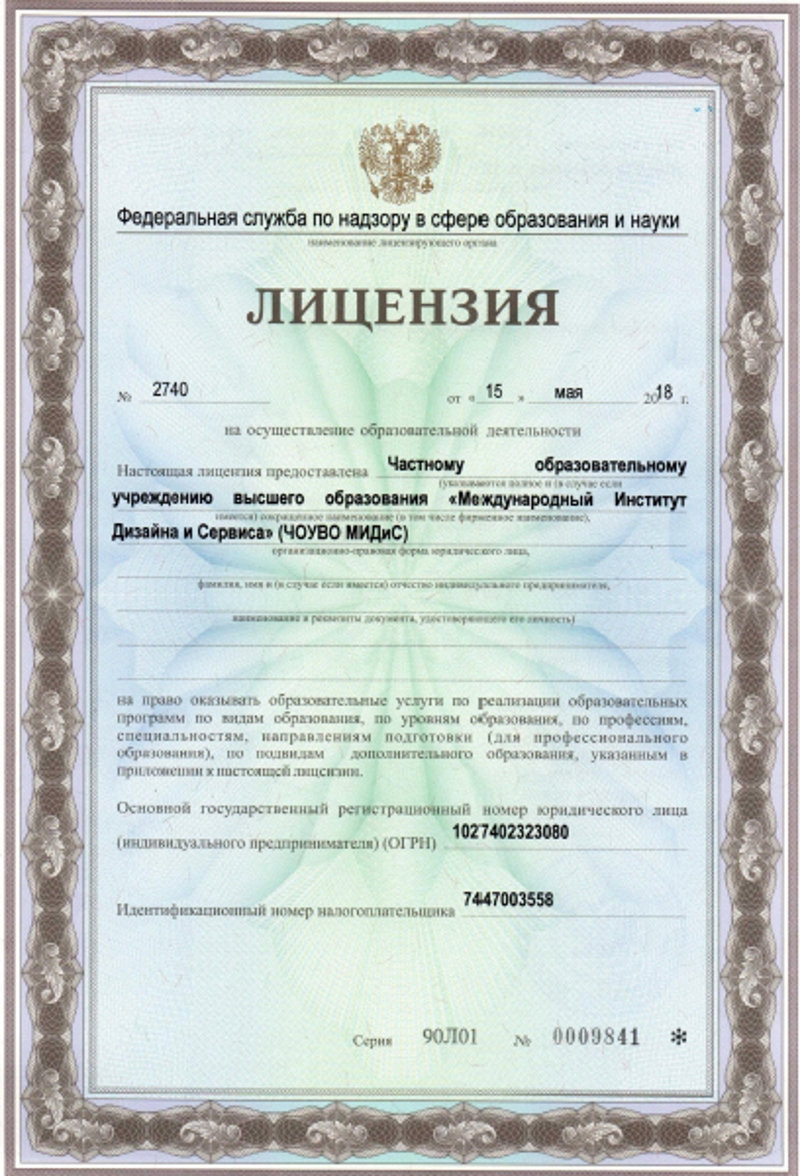 Федеральная служба по надзору в сфере образования и науки
наименование лицензирующего органа
ЛИЦЕНЗИЯ
№ 2740 от « 15 » мая 2018 г.
на осуществление образовательной деятельности
Настоящая лицензия предоставлена Частному образовательному
(указываются полное и (в случае если
учреждению высшего образования «Международный Институт
имеется) сокращенное наименование (в том числе фирменное наименование),
Дизайна и Сервиса» (ЧОУВО МИДиС)
организационно-правовая форма юридического лица,
фамилия, имя и (в случае если имеется) отчество индивидуального предпринимателя,
наименование и реквизиты документа, удостоверяющего его личность)
на право оказывать образовательные услуги по реализации образовательных
программ по видам образования, по уровням образования, по профессиям,
специальностям, направлениям подготовки (для профессионального
образования), по подвидам дополнительного образования, указанным в
приложении к настоящей лицензии.
Основной государственный регистрационный номер юридического лица
(индивидуального предпринимателя) (ОГРН) 1027402323080
Идентификационный номер налогоплательщика 7447003558
Серия 90Л01 № 0009841 *